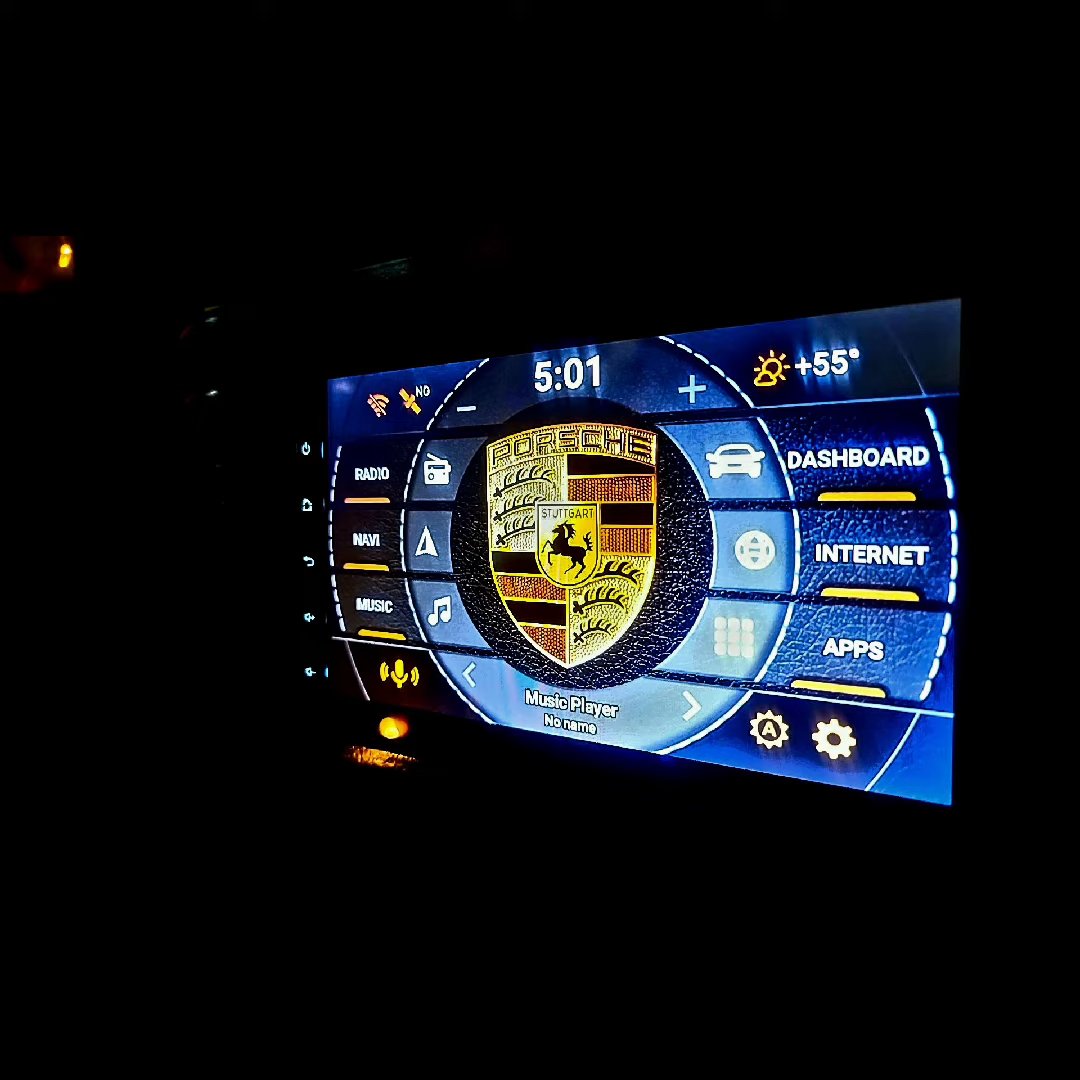 5:01
+55°
NO
PORSCHE
STUTTGART
RADIO
NAVI
MUSIC
DASHBOARD
INTERNET
APPS
Music Player
No name
A